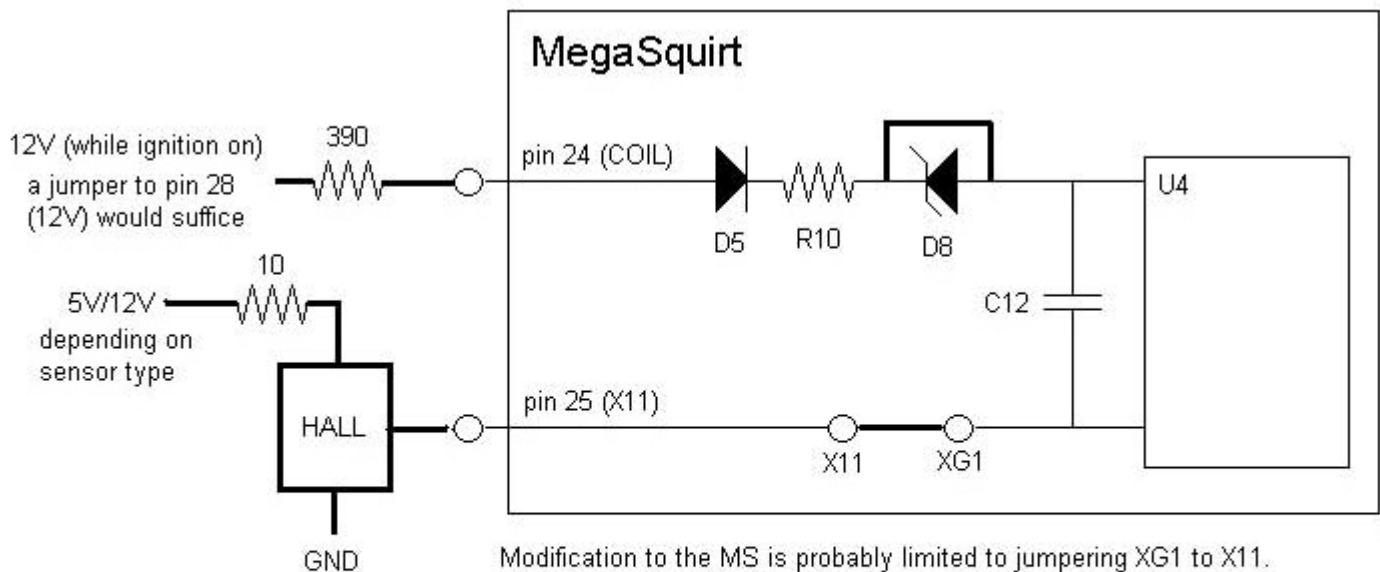 MegaSquirt
12V (while ignition on)
a jumper to pin 28
(12V) would suffice
390
pin 24 (COIL)
D5
R10
D8
U4
C12
10
5V/12V
depending on
sensor type
HALL
GND
pin 25 (X11)
X11
XG1
Modification to the MS is probably limited to jumpering XG1 to X11.